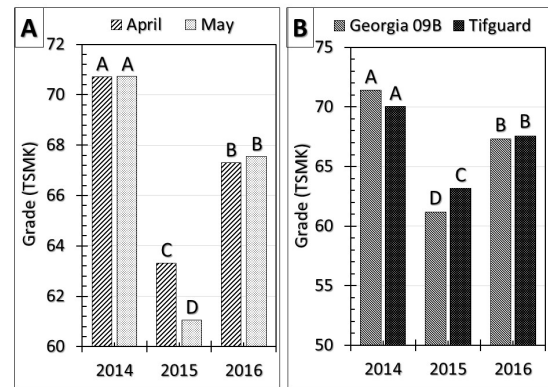 A
April May
Grade (TSMK)
72
70
68
66
64
62
60
A A
C
D
B B
2014 2015 2016
B
Georgia 09B Tifguard
Grade (TSMK)
75
70
65
60
55
50
A
A
D
C
B B
2014 2015 2016